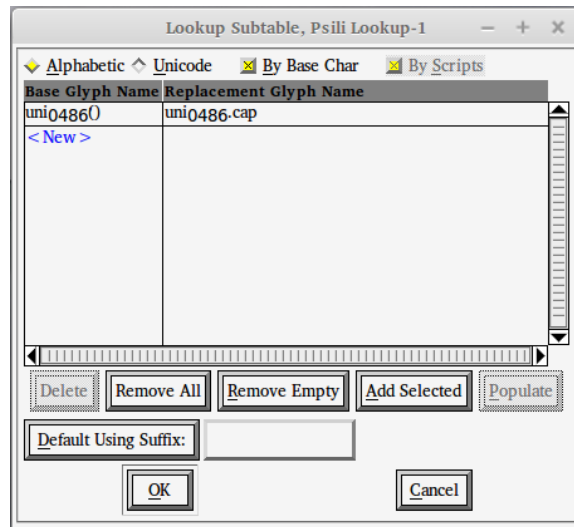 Lookup Subtable, Psili Lookup-1
Alphabetic Unicode By Base Char By Scripts
Base Glyph Name Replacement Glyph Name
uni0486() uni0486.cap
<New>
Delete Remove All Remove Empty Add Selected Populate
Default Using Suffix:
OK Cancel